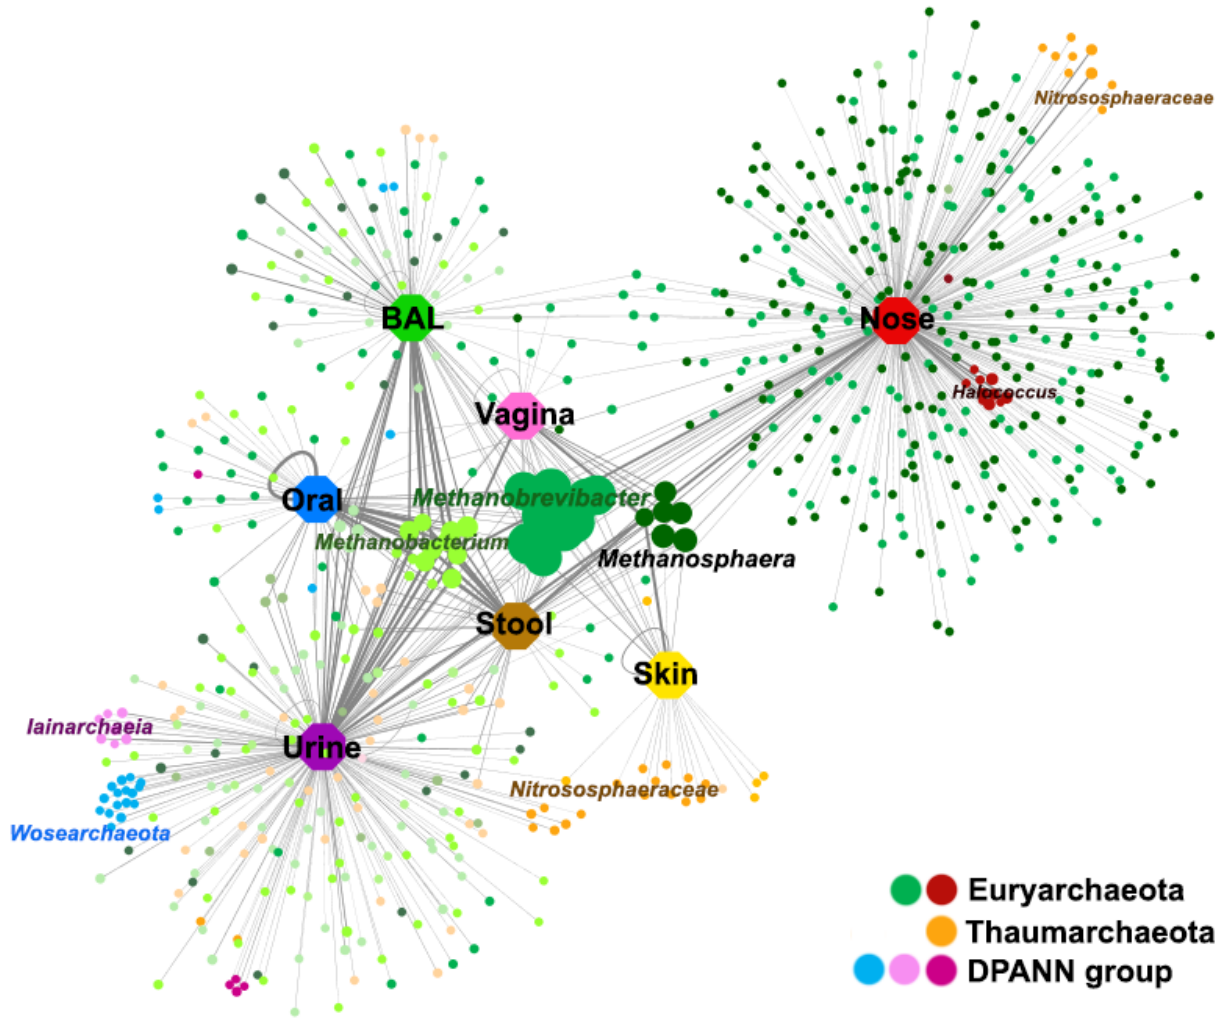 Nitrososphaeraceae
BAL
Nose
Halococcus
Vagina
Oral
Methanobrevibacter
Methanobacterium
Methanosphaera
Stool
Skin
Iainarchaeia
Urine
Nitrososphaeraceae
Wosearchaeota
Euryarchaeota
Thaumarchaeota
DPANN group